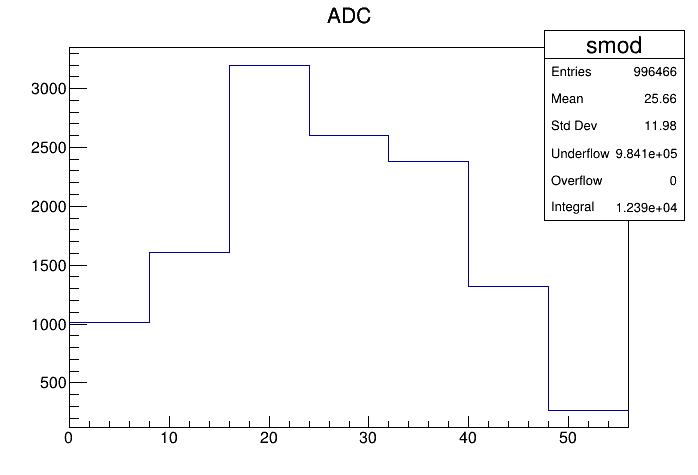 ADC
smod
Entries 996466
Mean 25.66
Std Dev 11.98
Underflow 9.841e+05
Overflow 0
Integral 1.239e+04
3000
2500
2000
1500
1000
500
0 10 20 30 40 50